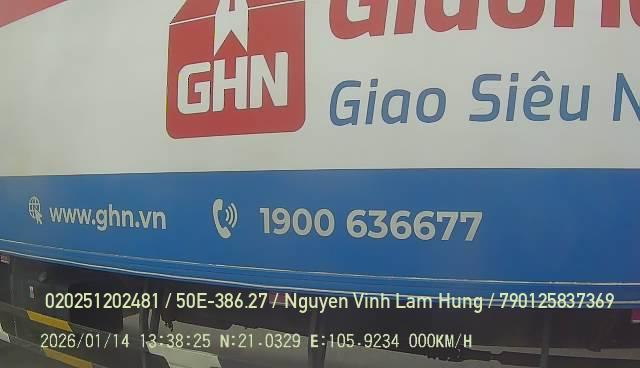 GHN
Giao Siêu N
www.ghn.vn
1900 636677
020251202481 / 50E-386.27 / Nguyen Vinh Lam Hung / 790125837369
2026/01/14 13:38:25 N:21.0329 E:105.9234 000KM/H